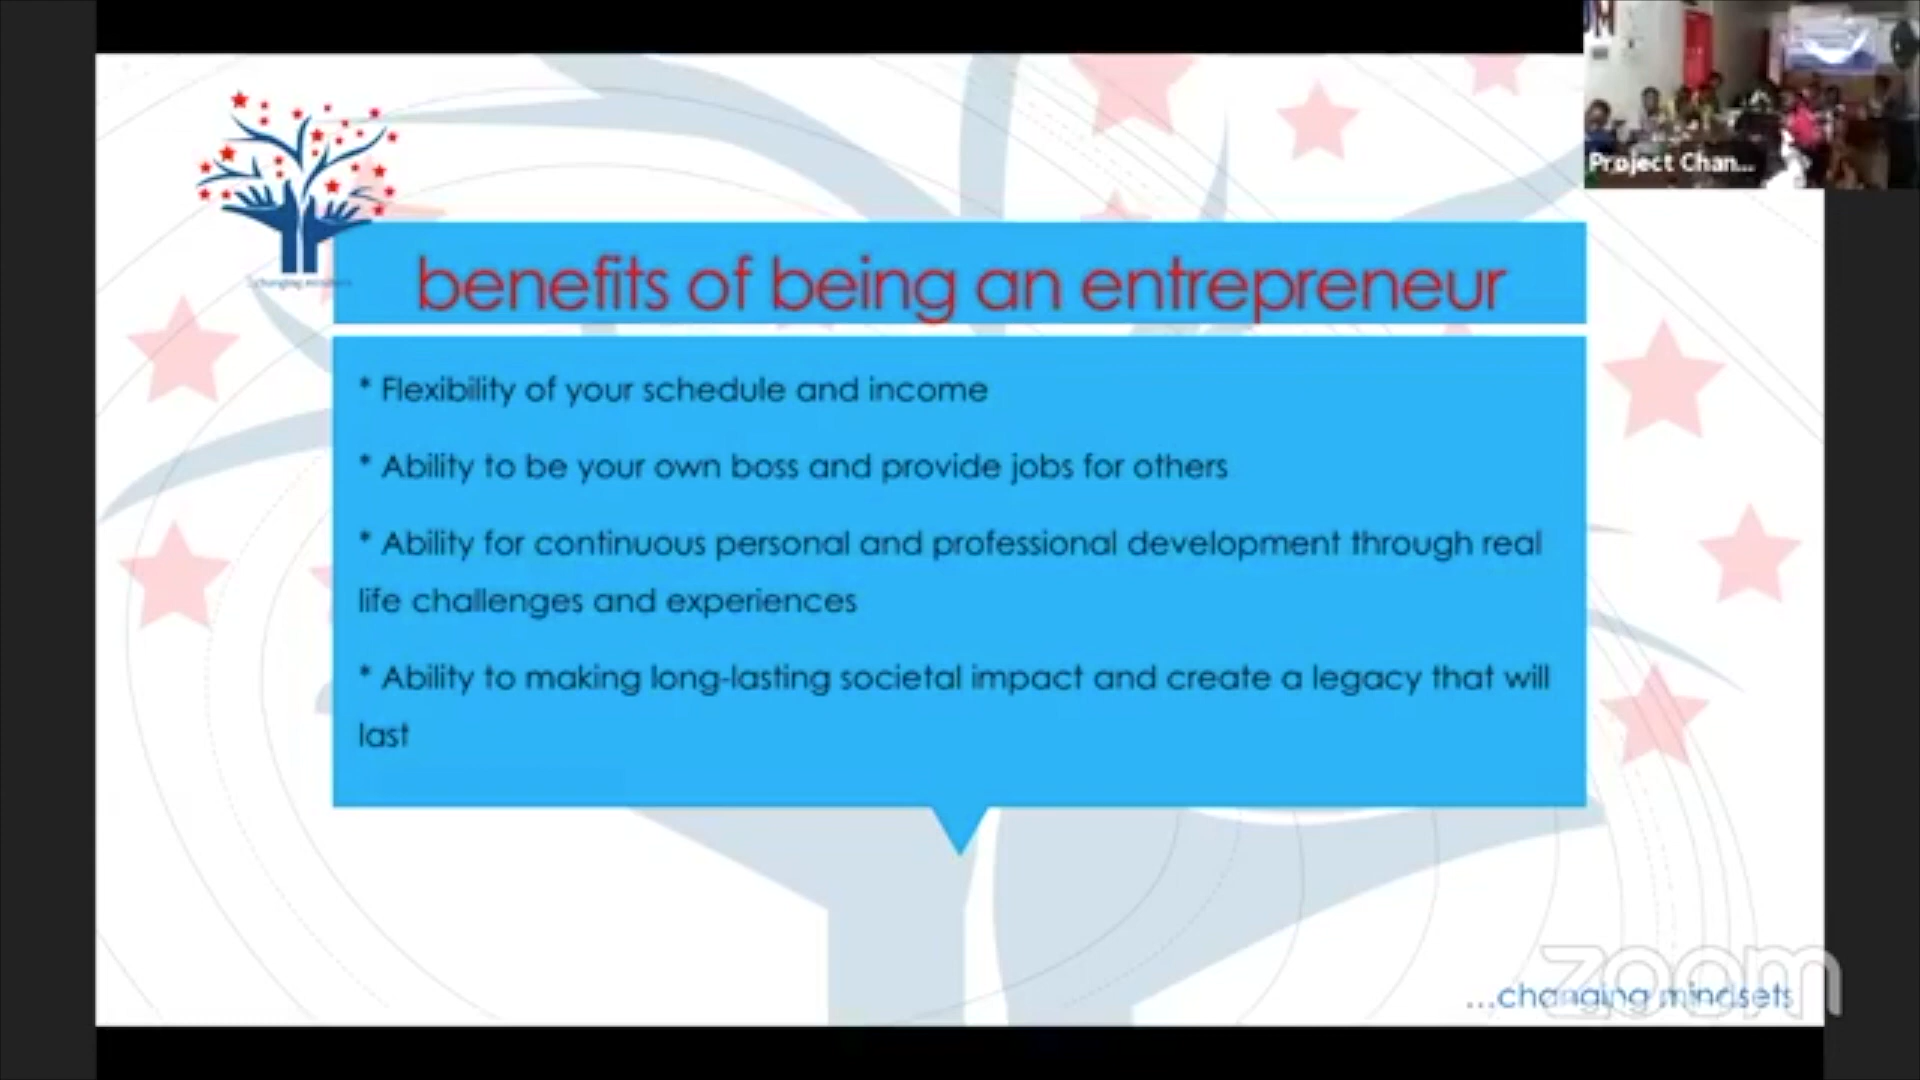 Project Chan...
benefits of being an entrepreneur
* Flexibility of your schedule and income
* Ability to be your own boss and provide jobs for others
* Ability for continuous personal and professional development through real
life challenges and experiences
* Ability to making long-lasting societal impact and create a legacy that will
last
...changing mindsets
zoom